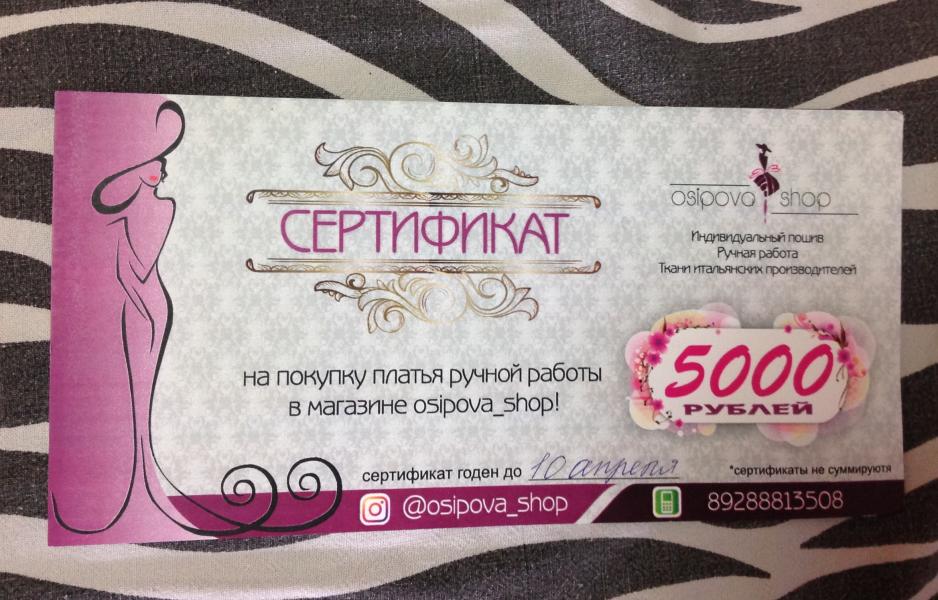 СЕРТИФИКАТ
osipova shop
Индивидуальный пошив
Ручная работа
Ткани итальянских производителей
на покупку платья ручной работы
в магазине osipova_shop!
5000
РУБЛЕЙ
сертификат годен до 10 апреля
*сертификаты не суммируютя
@osipova_shop
89288813508